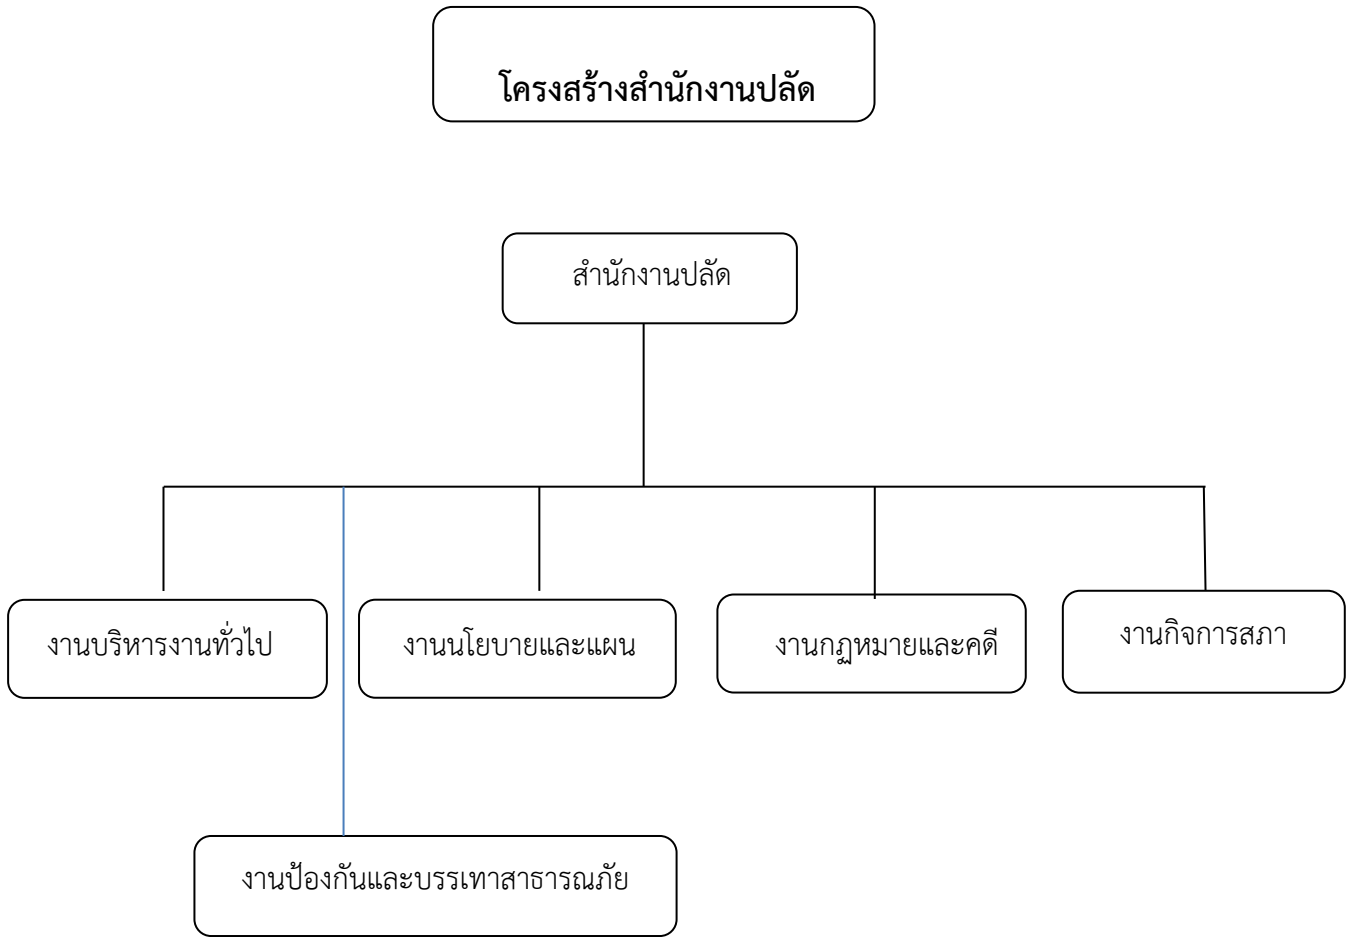 โครงสร้างสำนักงานปลัด
สำนักงานปลัด
งานบริหารงานทั่วไป
งานนโยบายและแผน
งานกฎหมายและคดี
งานกิจการสภา
งานป้องกันและบรรเทาสาธารณภัย